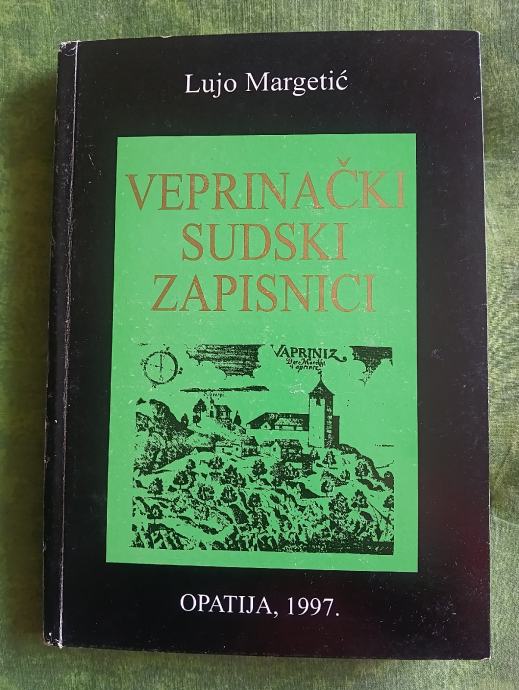 Lujo Margetić
VEPRINAČKI
SUDSKI
ZAPISNICI
VAPRINIZ
OPATIJA, 1997.